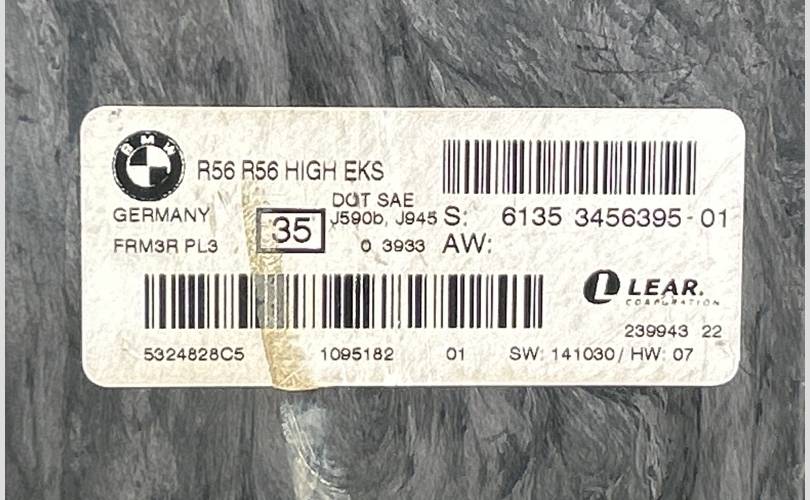 BMW
R56 R56 HIGH EKS
GERMANY
FRM3R PL3
35
DOT SAE
J590b, J945
0 3933
S: 6135 3456395-01
AW:
LEAR.
CORPORATION
239943 22
5324828C5 1095182 01 SW: 141030/HW: 07